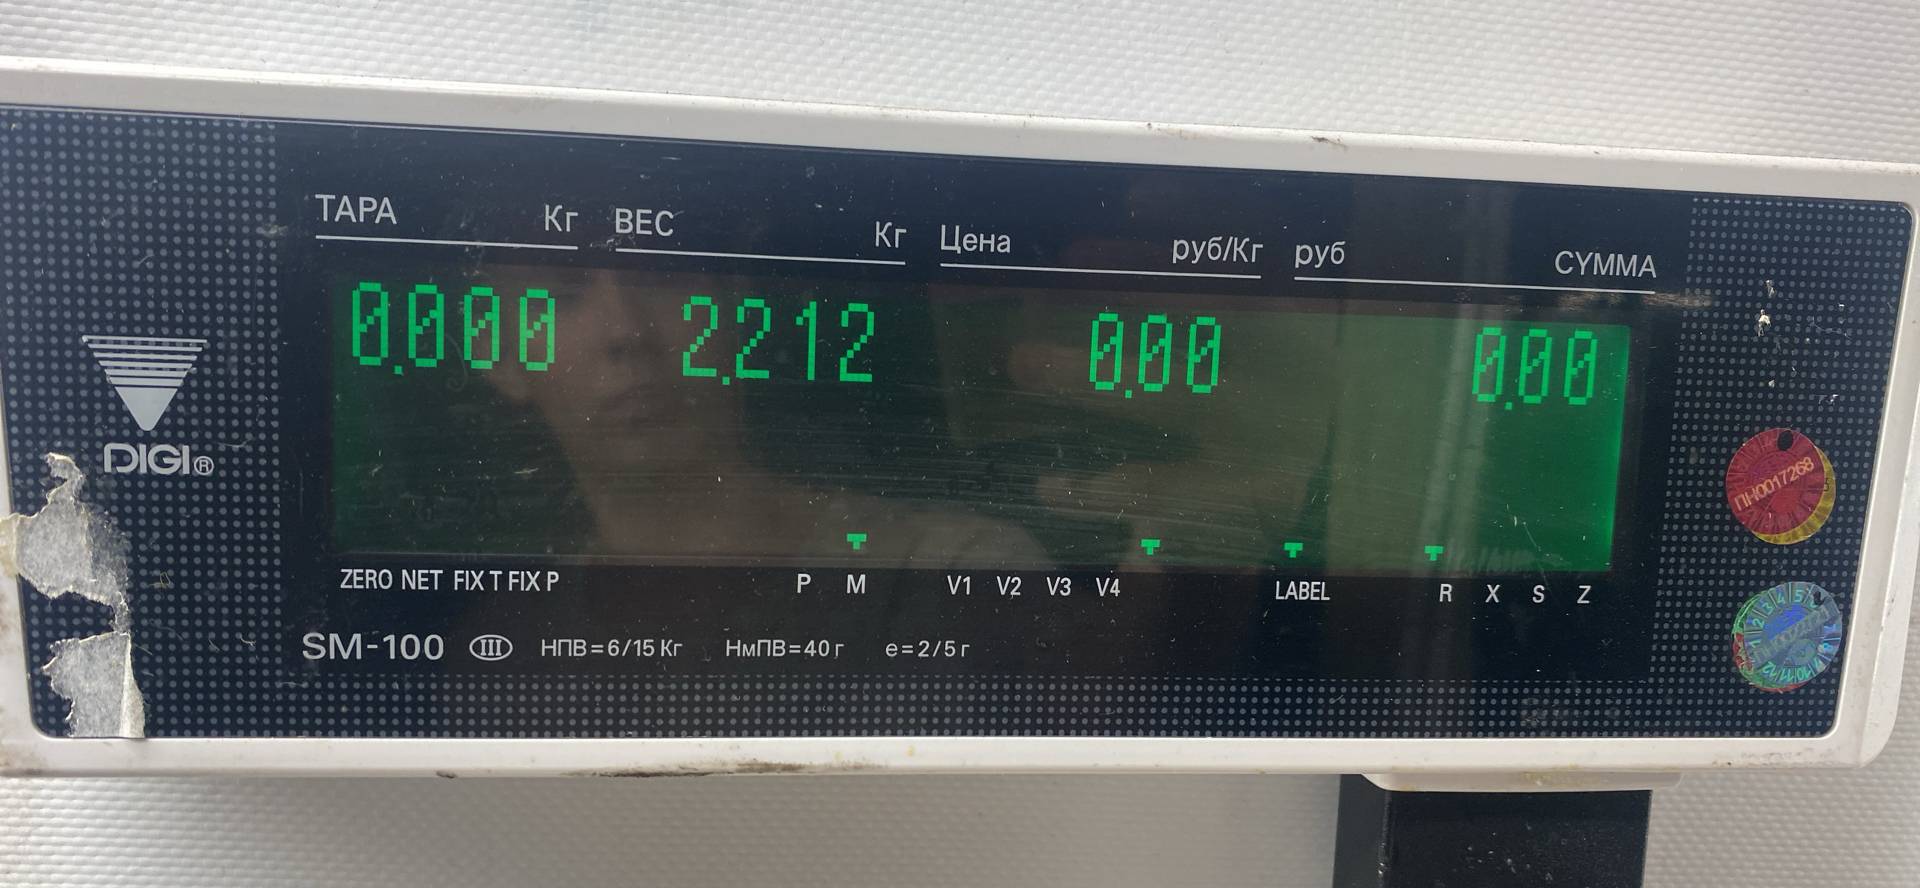 ТАРА Кг ВЕС Кг Цена руб/Кг руб СУММА
0.000 2.212 0.00 0.00
DIGI®
ПН0017268
ZERO NET FIX T FIX P P M V1 V2 V3 V4 LABEL R X S Z
SM-100 III НПВ=6/15 Кг НмПВ=40 г e=2/5 г